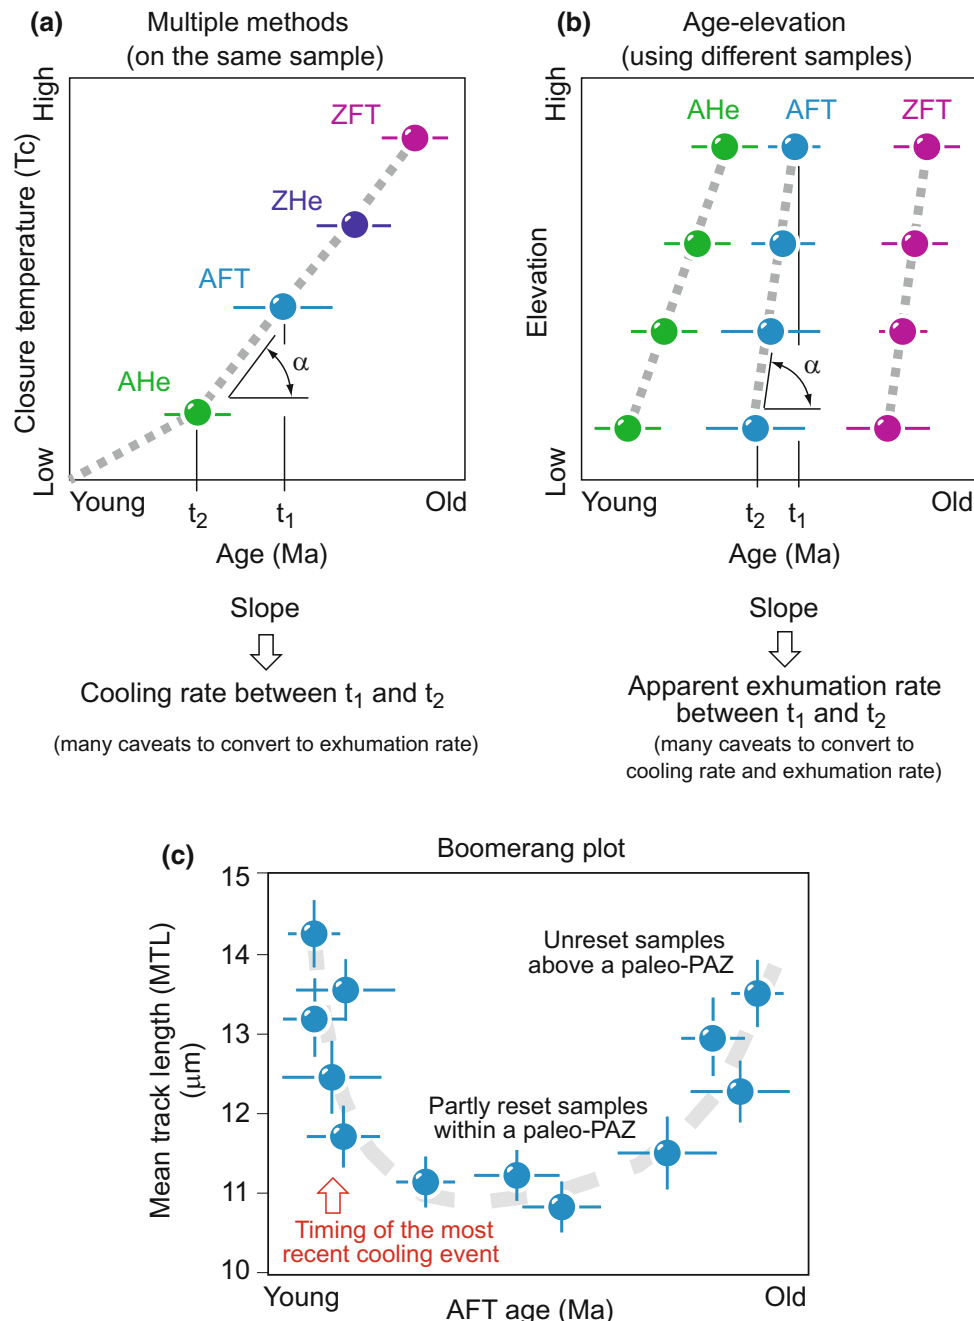 (a)
Multiple methods
(on the same sample)
High
Closure temperature (Tc)
Low
ZFT
ZHe
AFT
AHe
α
Young
t2
t1
Old
Age (Ma)
Slope
Cooling rate between t1 and t2
(many caveats to convert to exhumation rate)
(b)
Age-elevation
(using different samples)
High
Elevation
Low
AHe
AFT
ZFT
α
Young
t2
t1
Old
Age (Ma)
Slope
Apparent exhumation rate
between t1 and t2
(many caveats to convert to
cooling rate and exhumation rate)
(c)
Boomerang plot
Mean track length (MTL)
(μm)
15
14
13
12
11
10
Unreset samples
above a paleo-PAZ
Partly reset samples
within a paleo-PAZ
Timing of the most
recent cooling event
Young
AFT age (Ma)
Old